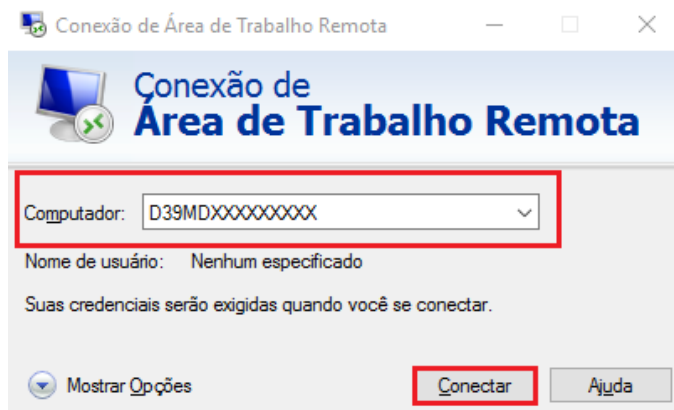 Conexão de Área de Trabalho Remota
Conexão de
Área de Trabalho Remota
Computador: D39MDXXXXXXXXX
Nome de usuário: Nenhum especificado
Suas credenciais serão exigidas quando você se conectar.
Mostrar Opções Conectar Ajuda